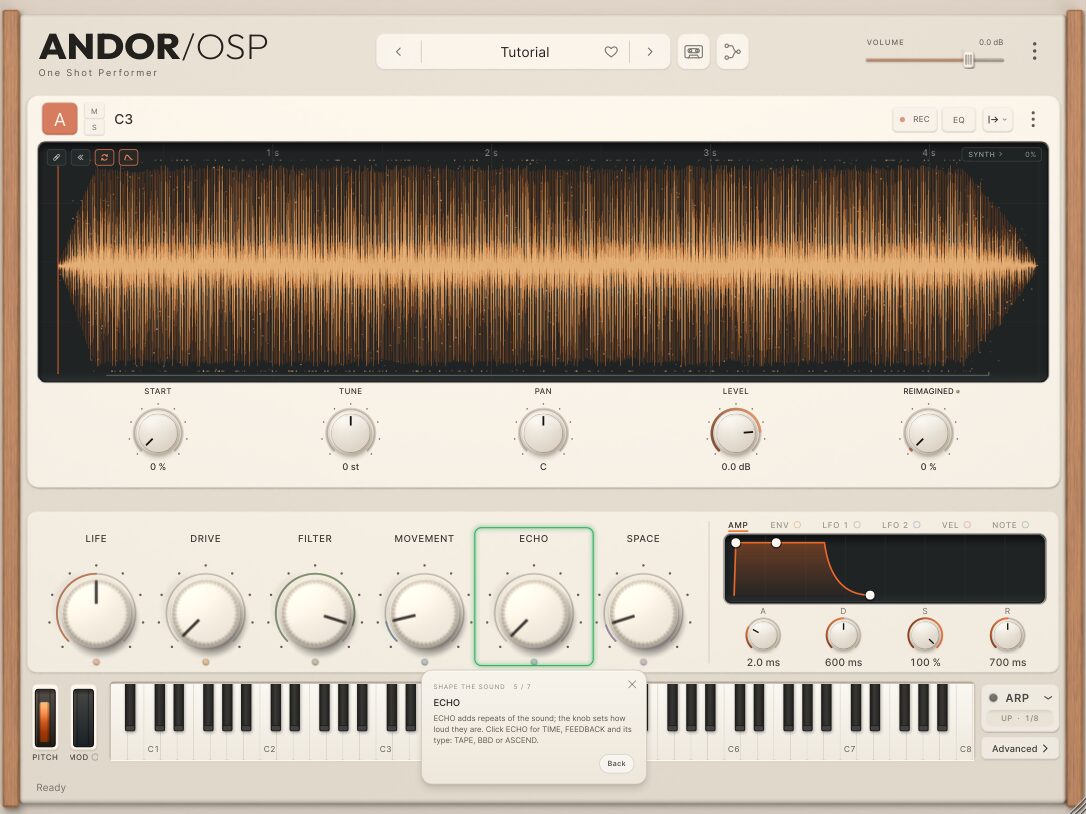 ANDOR/OSP
One Shot Performer
Tutorial
VOLUME 0.0 dB
A
M
S
C3
REC
EQ
1 s 2 s 3 s 4 s
SYNTH > 0%
START TUNE PAN LEVEL REIMAGINED
0 % 0 st C 0.0 dB 0 %
LIFE DRIVE FILTER MOVEMENT ECHO SPACE
AMP ENV LFO 1 LFO 2 VEL NOTE
A D S R
2.0 ms 600 ms 100 % 700 ms
SHAPE THE SOUND 5 / 7
ECHO
ECHO adds repeats of the sound; the knob sets how
loud they are. Click ECHO for TIME, FEEDBACK and its
type: TAPE, BBD or ASCEND.
Back
PITCH MOD
C1 C2 C3 C6 C7 C8
ARP
UP · 1/8
Advanced >
Ready